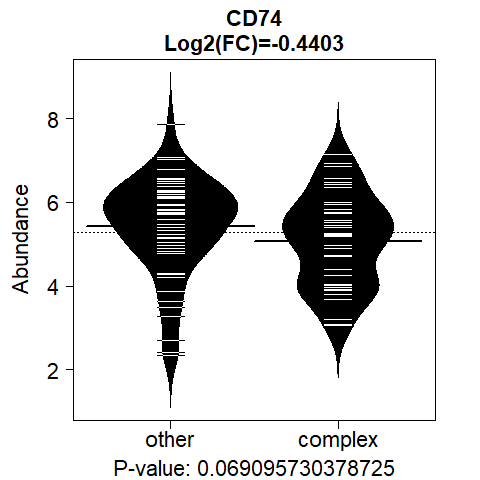 CD74
Log2(FC)=-0.4403
Abundance
8
6
4
2
other complex
P-value: 0.069095730378725